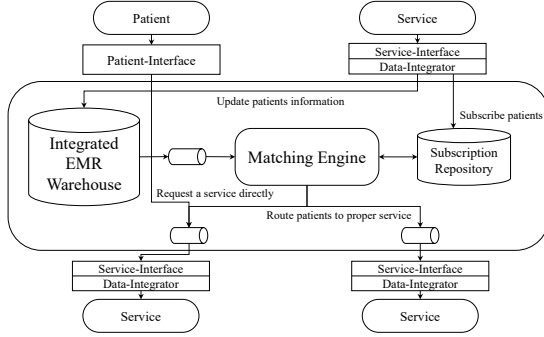 Patient
Service
Patient-Interface
Service-Interface
Data-Integrator
Update patients information
Subscribe patients
Integrated
EMR
Warehouse
Matching Engine
Subscription
Repository
Request a service directly
Route patients to proper service
Service-Interface
Data-Integrator
Service-Interface
Data-Integrator
Service
Service